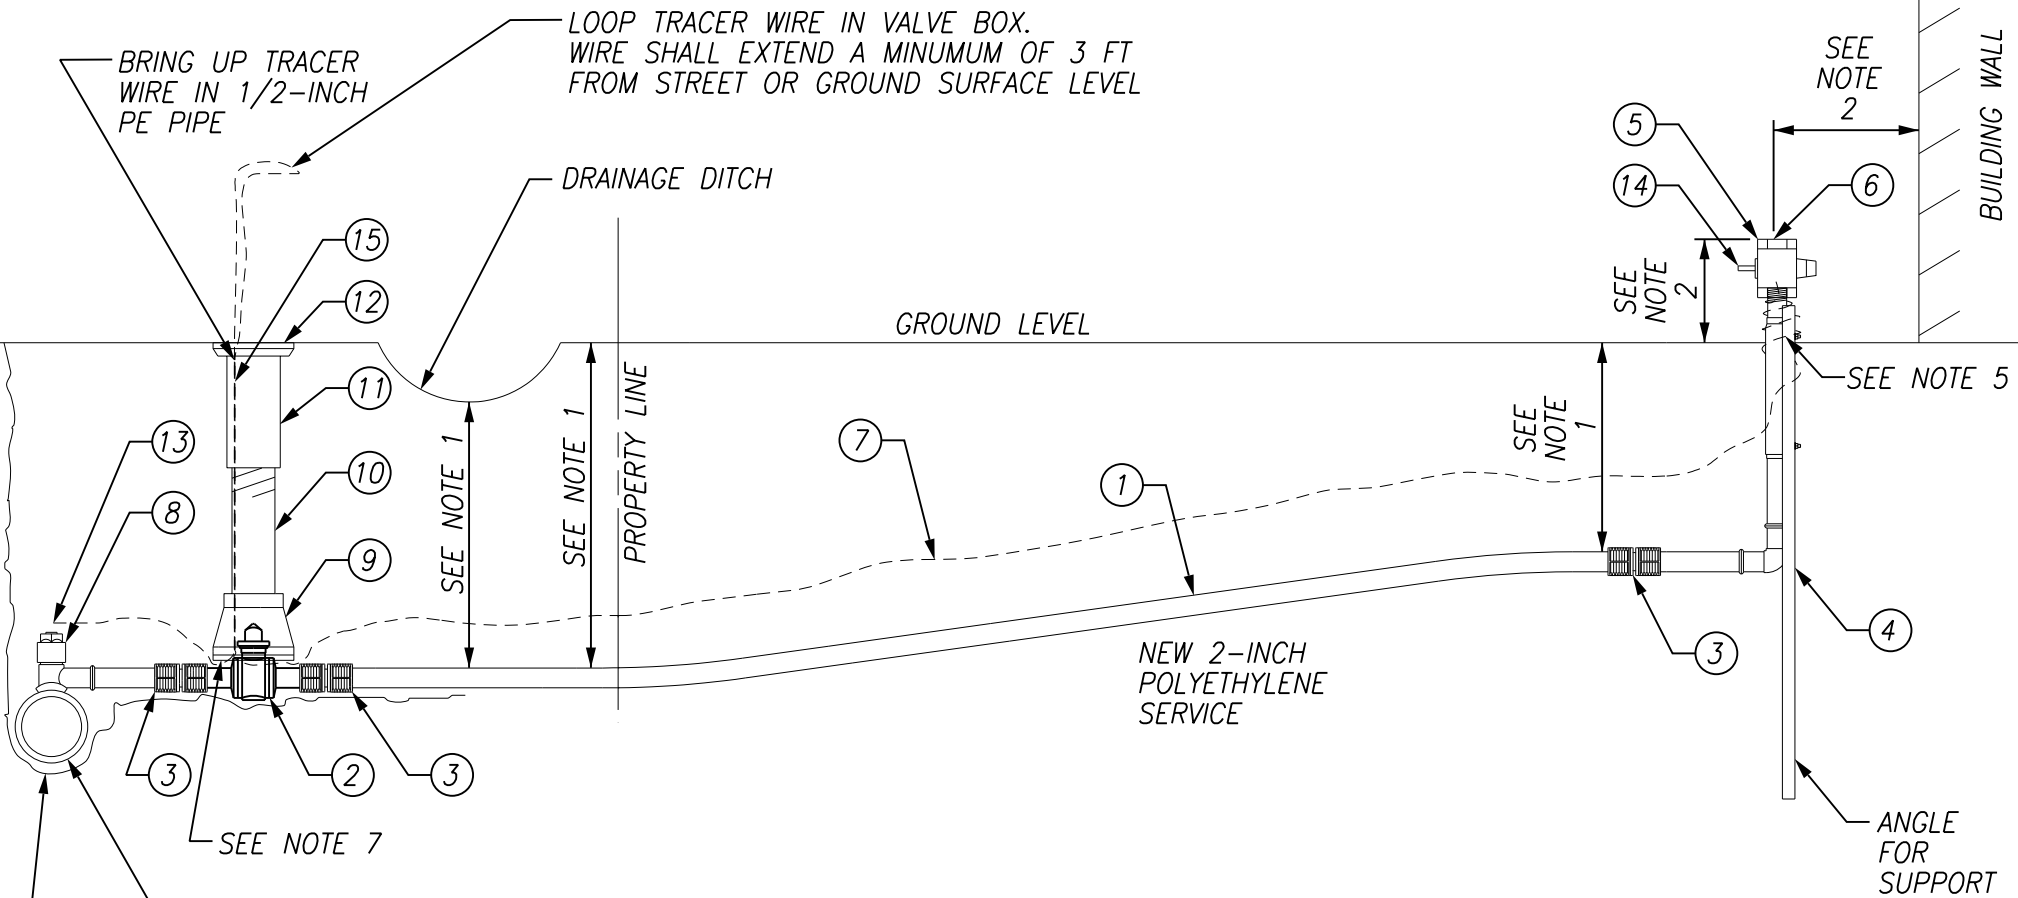 LOOP TRACER WIRE IN VALVE BOX.
WIRE SHALL EXTEND A MINUMUM OF 3 FT
FROM STREET OR GROUND SURFACE LEVEL
BRING UP TRACER
WIRE IN 1/2-INCH
PE PIPE
DRAINAGE DITCH
SEE
NOTE
2
BUILDING WALL
5
14
6
15
12
SEE
NOTE
2
GROUND LEVEL
SEE NOTE 5
11
13
10
8
9
SEE NOTE 1
SEE NOTE 1
PROPERTY LINE
7
1
SEE
NOTE
1
NEW 2-INCH
POLYETHYLENE
SERVICE
3
4
3
2
3
SEE NOTE 7
ANGLE
FOR
SUPPORT